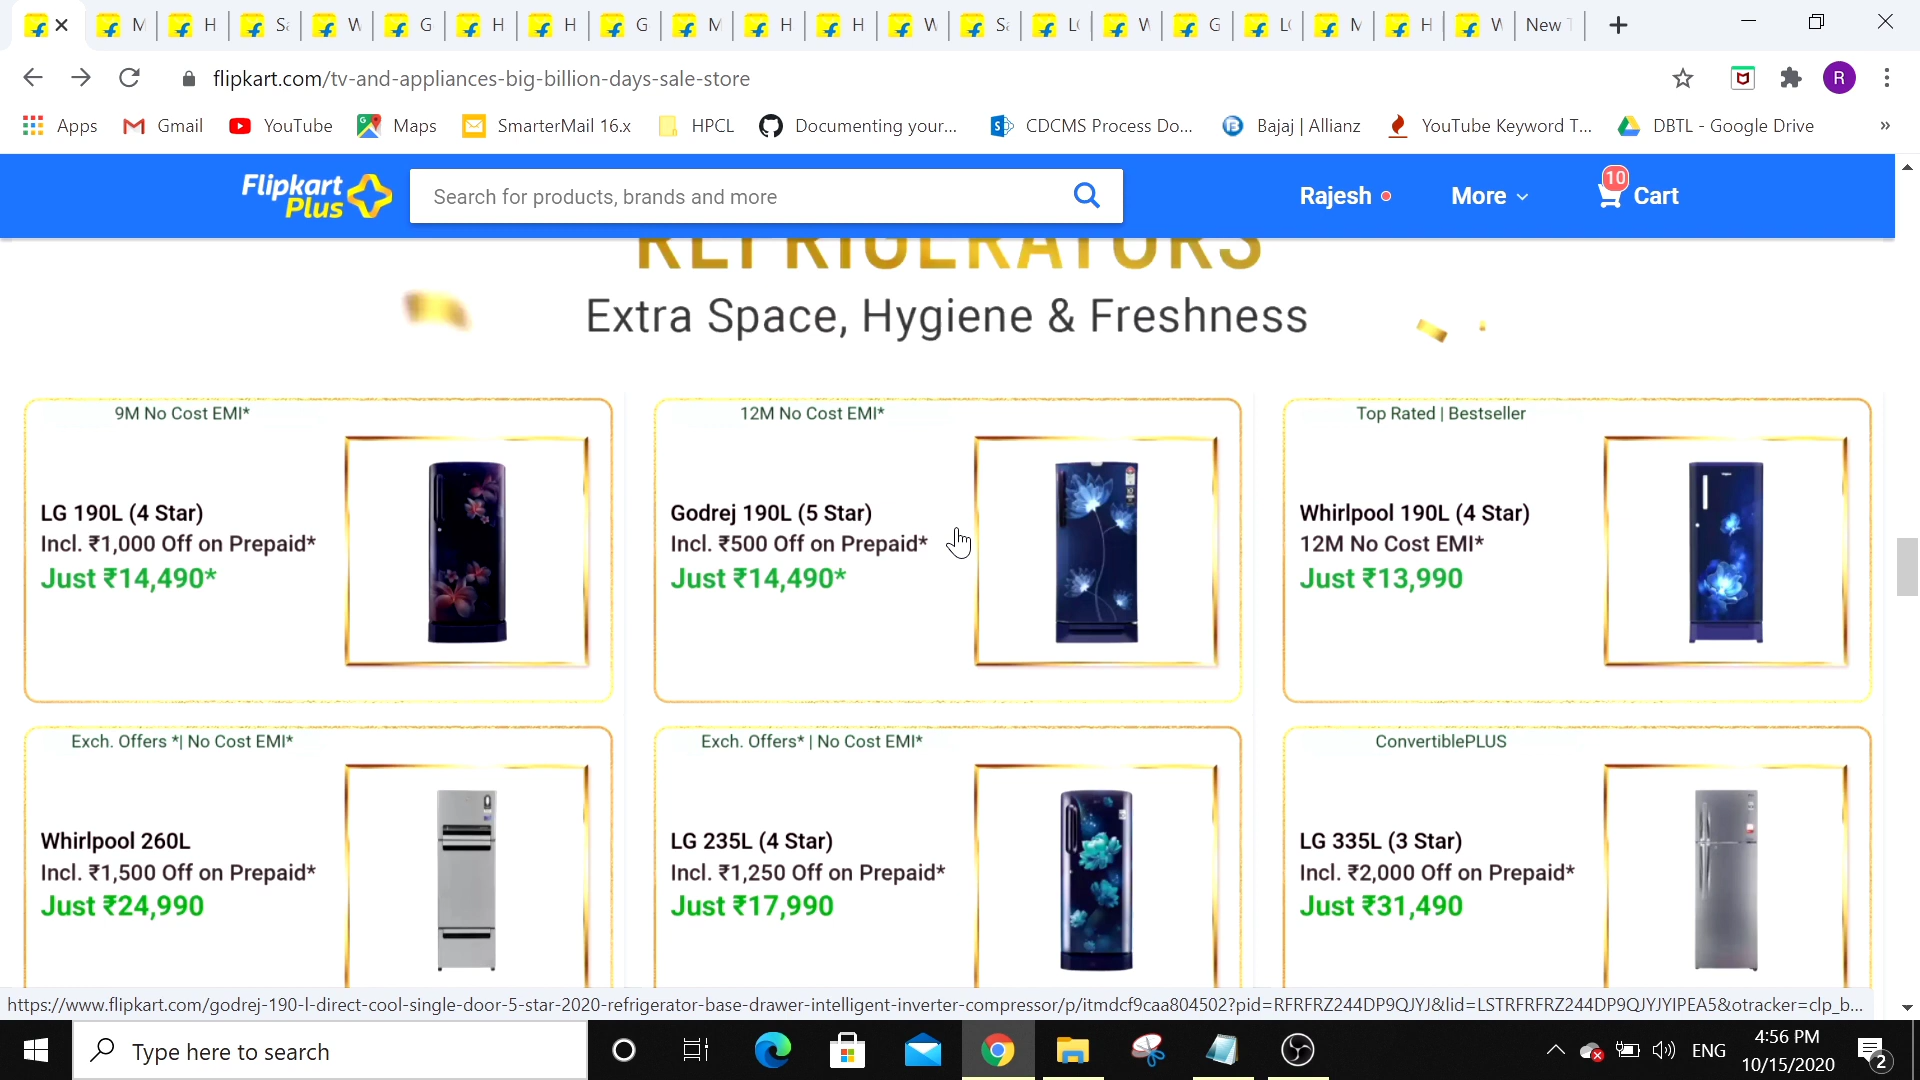 M H Sa W G H H G M H H W Sa LG W G LG M H W New T
flipkart.com/tv-and-appliances-big-billion-days-sale-store
R
Apps Gmail YouTube Maps SmarterMail 16.x HPCL Documenting your... CDCMS Process Do... Bajaj | Allianz YouTube Keyword T... DBTL - Google Drive »
Flipkart
Plus
Search for products, brands and more
Rajesh
More
10
Cart
REFRIGERATORS
Extra Space, Hygiene & Freshness
9M No Cost EMI*
LG 190L (4 Star)
Incl. ₹1,000 Off on Prepaid*
Just ₹14,490*
12M No Cost EMI*
Godrej 190L (5 Star)
Incl. ₹500 Off on Prepaid*
Just ₹14,490*
Top Rated | Bestseller
Whirlpool 190L (4 Star)
12M No Cost EMI*
Just ₹13,990
Exch. Offers *| No Cost EMI*
Whirlpool 260L
Incl. ₹1,500 Off on Prepaid*
Just ₹24,990
Exch. Offers* | No Cost EMI*
LG 235L (4 Star)
Incl. ₹1,250 Off on Prepaid*
Just ₹17,990
ConvertiblePLUS
LG 335L (3 Star)
Incl. ₹2,000 Off on Prepaid*
Just ₹31,490
https://www.flipkart.com/godrej-190-l-direct-cool-single-door-5-star-2020-refrigerator-base-drawer-intelligent-inverter-compressor/p/itmdcf9caa804502?pid=RFRFRZ244DP9QJYJ&lid=LSTRFRFRZ244DP9QJYJYIPEA5&otracker=clp_b...
Type here to search
ENG
4:56 PM
10/15/2020
2